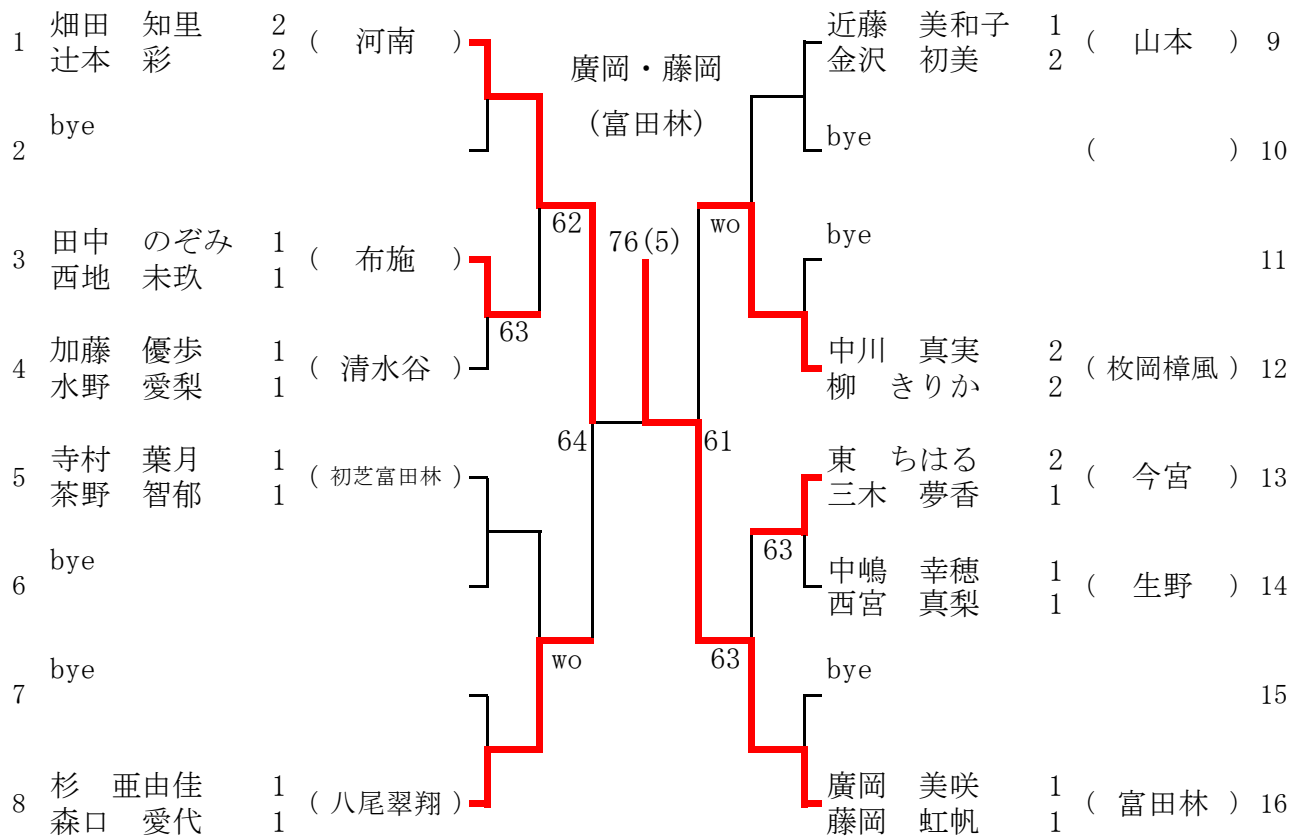 1 畑田 知里 2 ( 河南 )
辻本 彩 2
bye
2
3 田中 のぞみ 1 ( 布施 )
西地 未玖 1
63
4 加藤 優歩 1 ( 清水谷 )
水野 愛梨 1
62
5 寺村 葉月 1 ( 初芝富田林 )
茶野 智郁 1
bye
6
bye
7
wo
8 杉 亜由佳 1 ( 八尾翠翔 )
森口 愛代 1
64
廣岡・藤岡
(富田林)
76(5)
近藤 美和子 1 ( 山本 ) 9
金沢 初美 2
bye ( ) 10
wo
bye
11
中川 真実 2 ( 枚岡樟風 ) 12
柳 きりか 2
61
東 ちはる 2 ( 今宮 ) 13
三木 夢香 1
63
中嶋 幸穂 1 ( 生野 ) 14
西宮 真梨 1
63
bye
15
廣岡 美咲 1 ( 富田林 ) 16
藤岡 虹帆 1